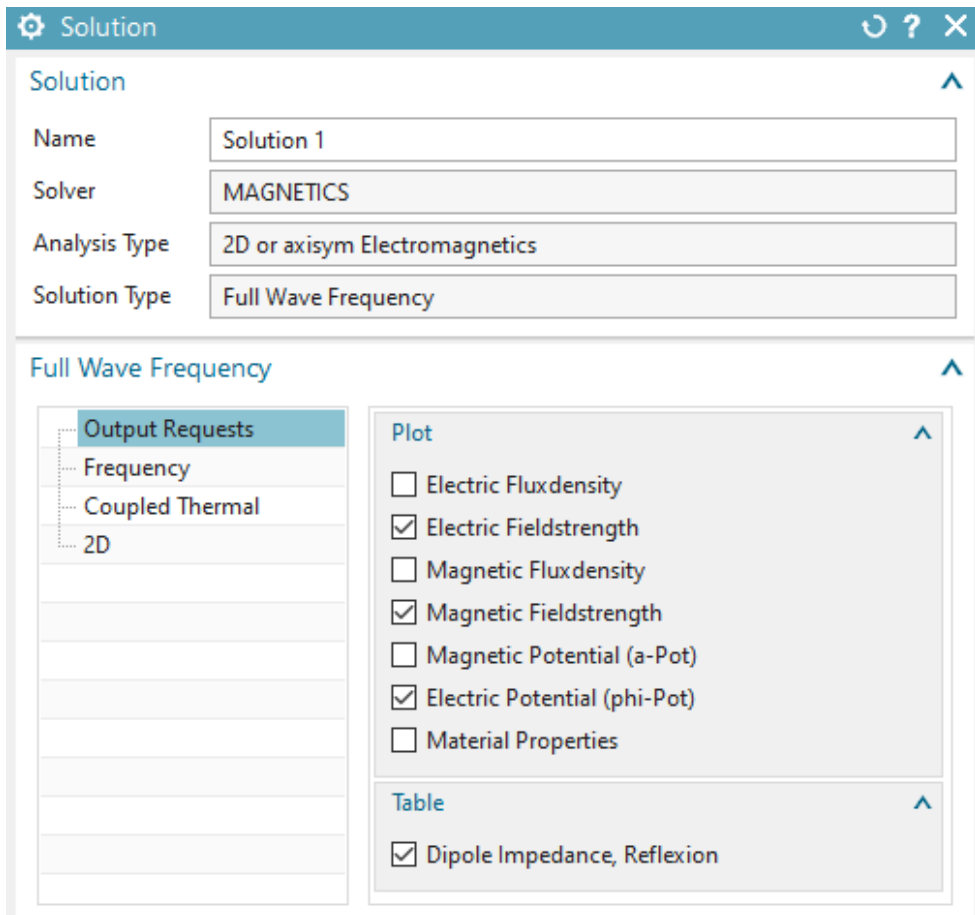 Solution
?
Solution
Name Solution 1
Solver MAGNETICS
Analysis Type 2D or axisym Electromagnetics
Solution Type Full Wave Frequency
Full Wave Frequency
Output Requests
Frequency
Coupled Thermal
2D
Plot
Electric Fluxdensity
Electric Fieldstrength
Magnetic Fluxdensity
Magnetic Fieldstrength
Magnetic Potential (a-Pot)
Electric Potential (phi-Pot)
Material Properties
Table
Dipole Impedance, Reflexion